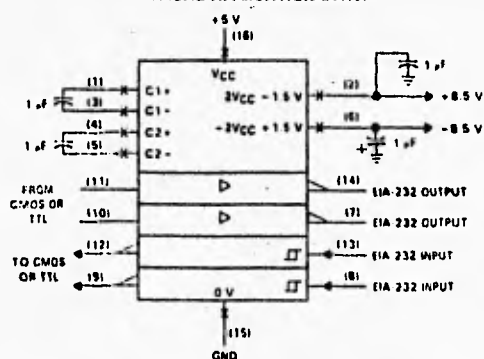 +5 V
(16)
VCC
(1)
C1+
1 µF
(3)
C1−
(4)
C2+
1 µF
(5)
C2−
(2)
2VCC − 1.5 V
1 µF
+8.5 V
(6)
−2VCC + 1.5 V
−8.5 V
+
1 µF
FROM
CMOS OR
TTL
(11)
(14)
EIA-232 OUTPUT
(10)
(7)
EIA-232 OUTPUT
TO CMOS
OR TTL
(12)
(13)
EIA-232 INPUT
(9)
(8)
EIA-232 INPUT
0 V
(15)
GND